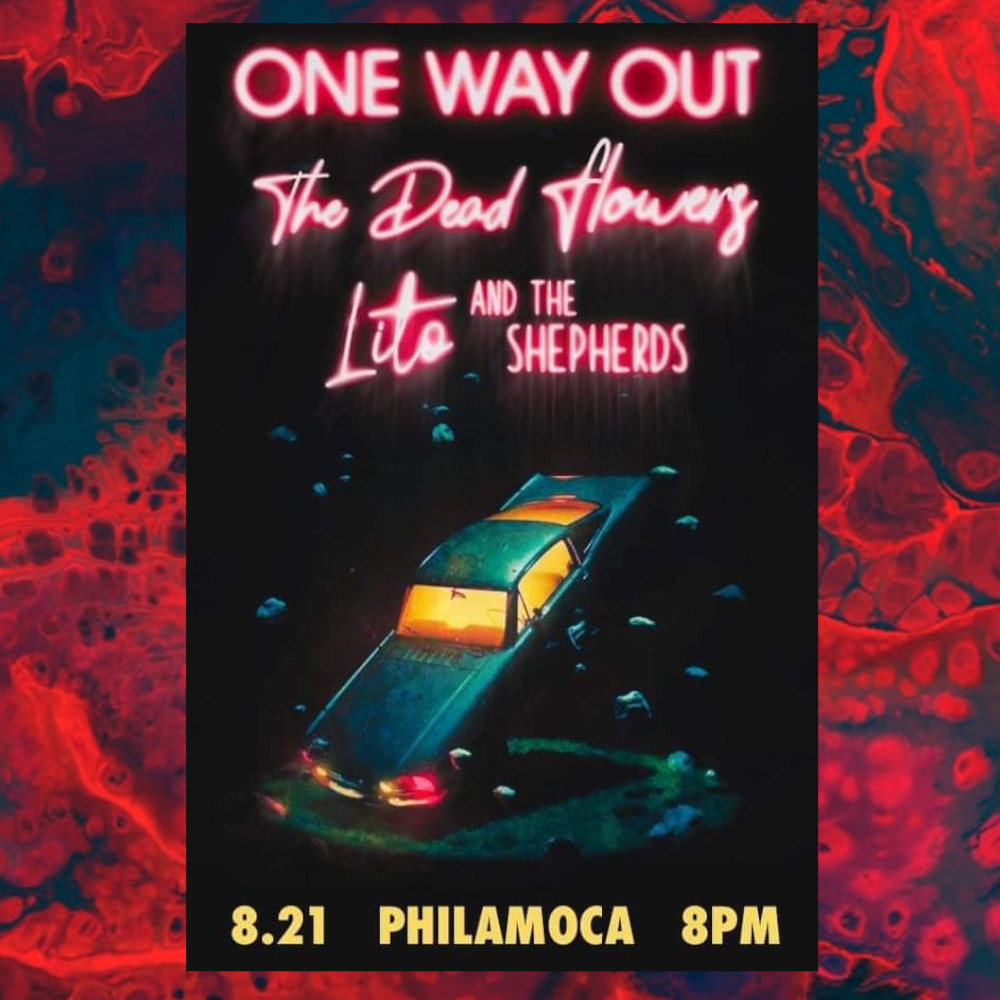 ONE WAY OUT
The Dead flowers
Lito AND THE
SHEPHERDS
8.21 PHILAMOCA 8PM